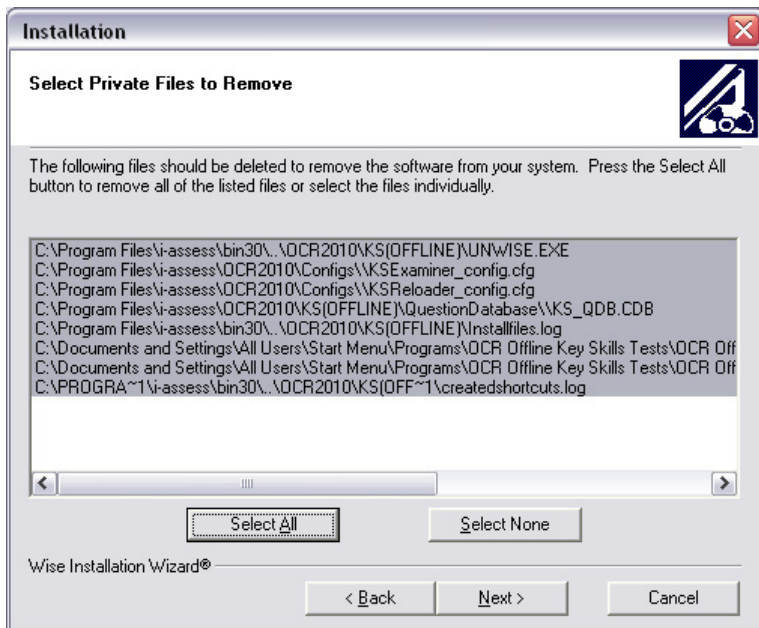 Installation
Select Private Files to Remove
The following files should be deleted to remove the software from your system.  Press the Select All
button to remove all of the listed files or select the files individually.
C:\Program Files\i-assess\bin30\..\OCR2010\KS(OFFLINE)\UNWISE.EXE
C:\Program Files\i-assess\OCR2010\Configs\\KSExaminer_config.cfg
C:\Program Files\i-assess\OCR2010\Configs\\KSReloader_config.cfg
C:\Program Files\i-assess\OCR2010\KS(OFFLINE)\QuestionDatabase\\KS_QDB.CDB
C:\Program Files\i-assess\bin30\..\OCR2010\KS(OFFLINE)\Installfiles.log
C:\Documents and Settings\All Users\Start Menu\Programs\OCR Offline Key Skills Tests\OCR Off
C:\Documents and Settings\All Users\Start Menu\Programs\OCR Offline Key Skills Tests\OCR Off
C:\PROGRA~1\i-assess\bin30\..\OCR2010\KS(OFF~1\createdshortcuts.log
Select All
Select None
Wise Installation Wizard®
< Back
Next >
Cancel